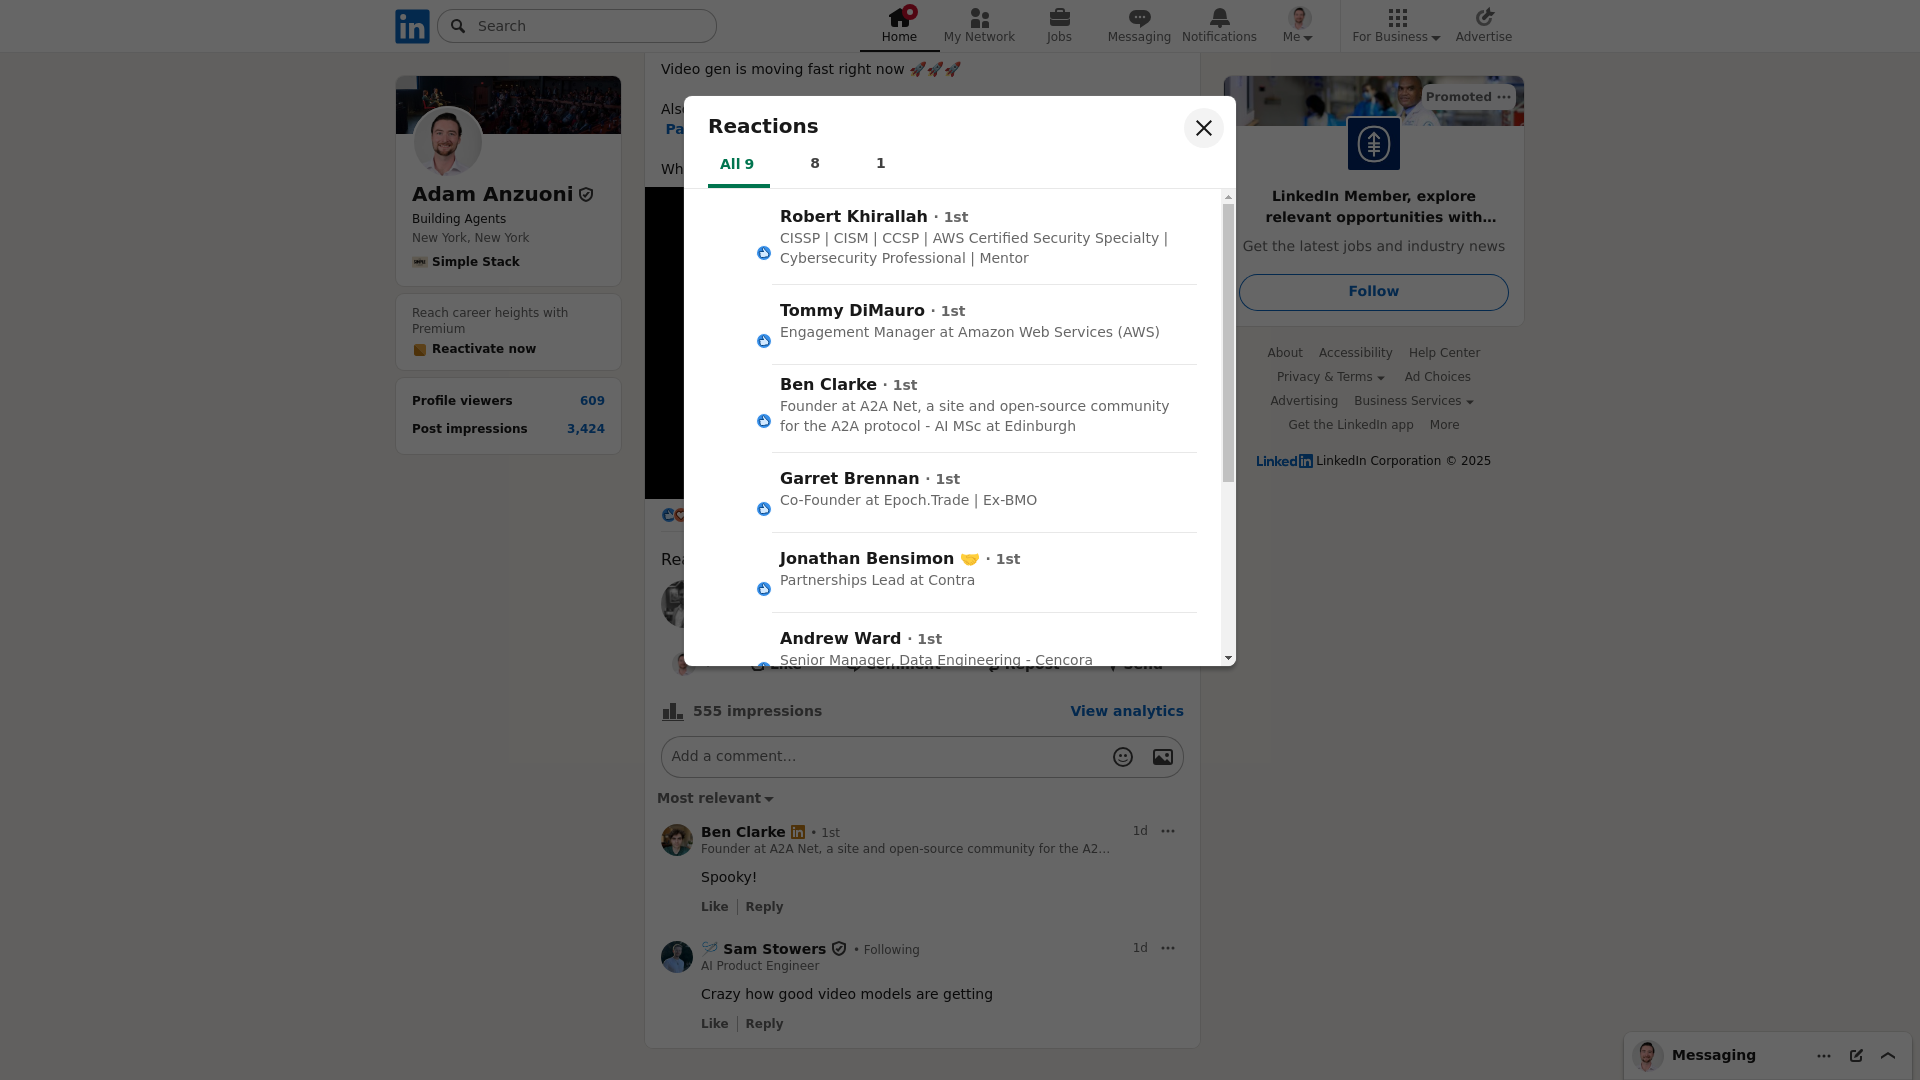 in
Search
Home
My Network
Jobs
Messaging
Notifications
Me
For Business
Advertise
Adam Anzuoni
Building Agents
New York, New York
Simple Stack
Reach career heights with
Premium
Reactivate now
Profile viewers 609
Post impressions 3,424
Video gen is moving fast right now 🚀🚀🚀
Reactions
All 9
8
1
Robert Khirallah · 1st
CISSP | CISM | CCSP | AWS Certified Security Specialty |
Cybersecurity Professional | Mentor
Tommy DiMauro · 1st
Engagement Manager at Amazon Web Services (AWS)
Ben Clarke · 1st
Founder at A2A Net, a site and open-source community
for the A2A protocol - AI MSc at Edinburgh
Garret Brennan · 1st
Co-Founder at Epoch.Trade | Ex-BMO
Jonathan Bensimon 🤝 · 1st
Partnerships Lead at Contra
Andrew Ward · 1st
Senior Manager, Data Engineering - Cencora
Like
Comment
Repost
Send
555 impressions
View analytics
Add a comment...
Most relevant
Ben Clarke in • 1st
1d
Founder at A2A Net, a site and open-source community for the A2...
Spooky!
Like
Reply
🪡 Sam Stowers • Following
1d
AI Product Engineer
Crazy how good video models are getting
Like
Reply
Promoted
LinkedIn Member, explore
relevant opportunities with...
Get the latest jobs and industry news
Follow
About
Accessibility
Help Center
Privacy & Terms
Ad Choices
Advertising
Business Services
Get the LinkedIn app
More
LinkedIn LinkedIn Corporation © 2025
Messaging